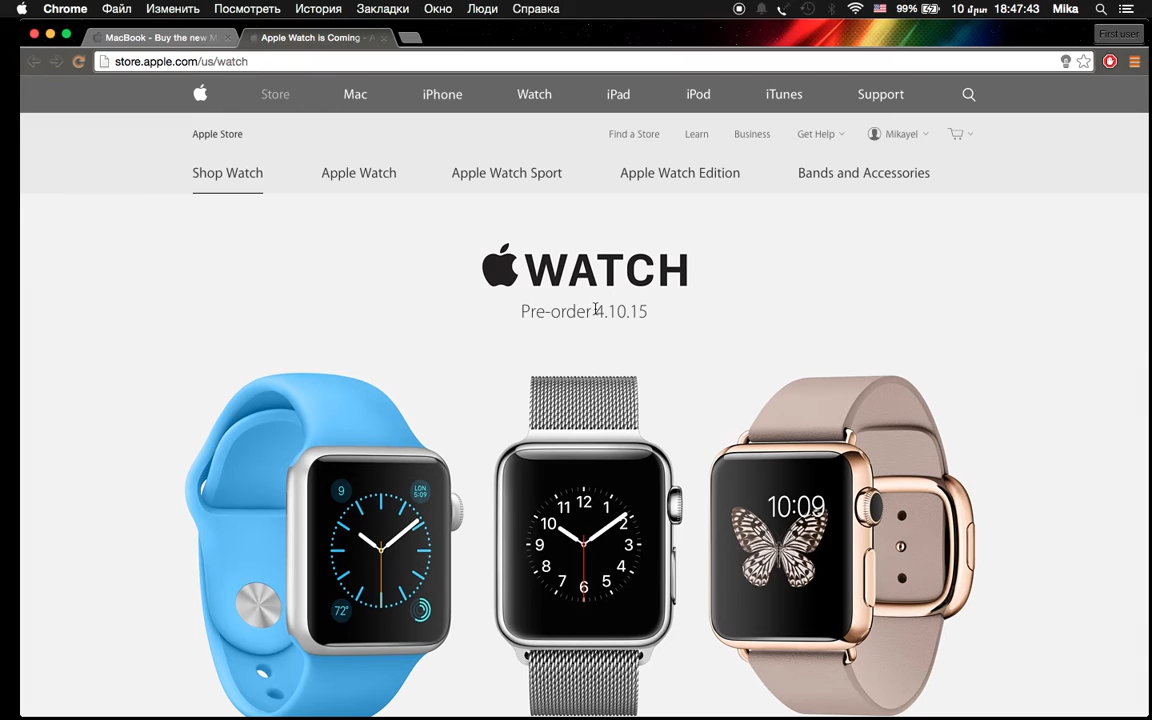 Chrome Файл Изменить Посмотреть История Закладки Окно Люди Справка 99% 10 մրտ 18:47:43 Mika
MacBook - Buy the new M Apple Watch is Coming - A First user
store.apple.com/us/watch
Store Mac iPhone Watch iPad iPod iTunes Support
Apple Store Find a Store Learn Business Get Help Mikayel
Shop Watch Apple Watch Apple Watch Sport Apple Watch Edition Bands and Accessories
WATCH
Pre-order 4.10.15
9 LON 5:09
72°
12 1 2 3 4 5 6 7 8 9 10 11
10:09